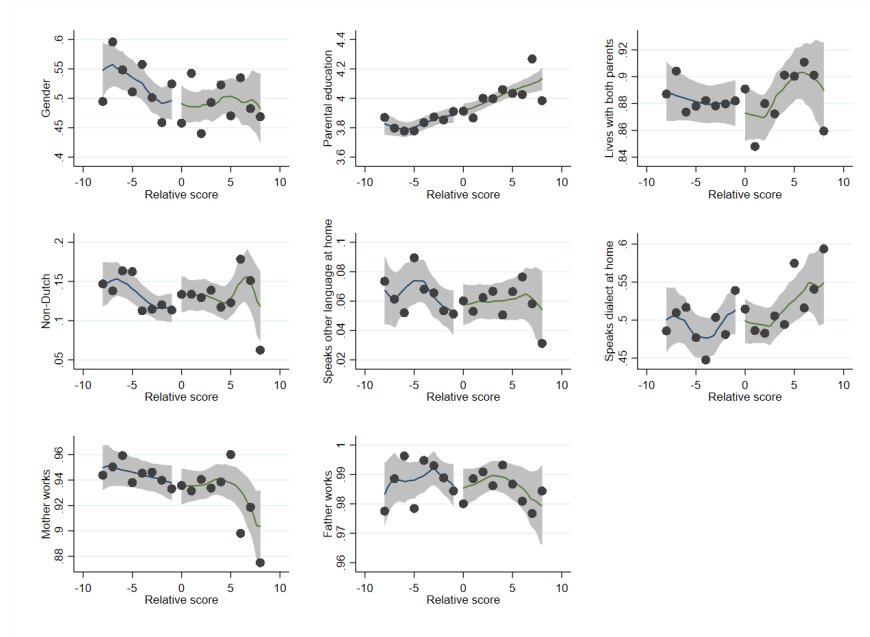 Gender
.4 .45 .5 .55 .6
-10 -5 0 5 10
Relative score
Parental education
3.6 3.8 4 4.2 4.4
-10 -5 0 5 10
Relative score
Lives with both parents
.84 .86 .88 .9 .92
-10 -5 0 5 10
Relative score
Non-Dutch
.05 .1 .15 .2
-10 -5 0 5 10
Relative score
Speaks other language at home
.02 .04 .06 .08 .1
-10 -5 0 5 10
Relative score
Speaks dialect at home
.45 .5 .55 .6
-10 -5 0 5 10
Relative score
Mother works
.88 .9 .92 .94 .96
-10 -5 0 5 10
Relative score
Father works
.96 .97 .98 .99 1
-10 -5 0 5 10
Relative score